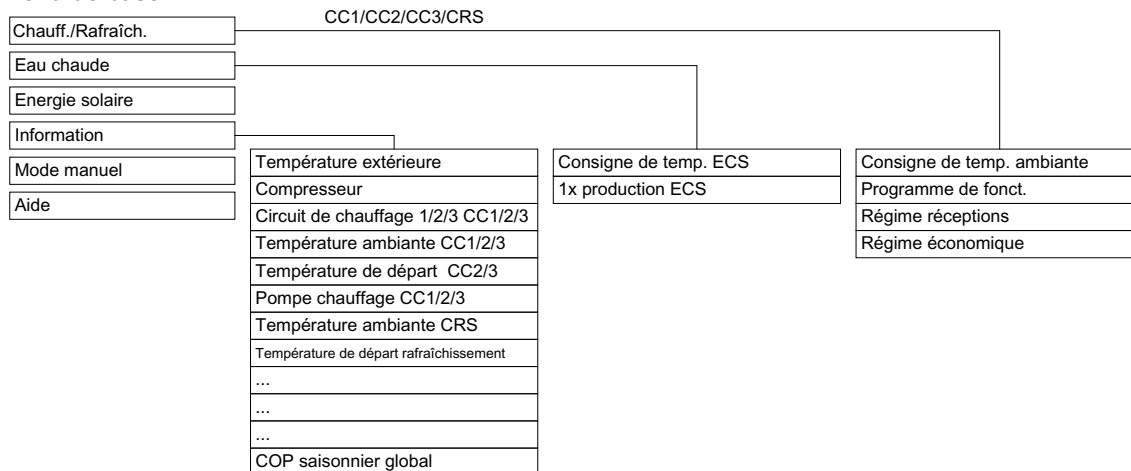 CC1/CC2/CC3/CRS
Chauff./Rafraîch.
Eau chaude
Energie solaire
Information
Mode manuel
Aide
Température extérieure
Compresseur
Circuit de chauffage 1/2/3 CC1/2/3
Température ambiante CC1/2/3
Température de départ CC2/3
Pompe chauffage CC1/2/3
Température ambiante CRS
Température de départ rafraîchissement
...
...
...
COP saisonnier global
Consigne de temp. ECS
1x production ECS
Consigne de temp. ambiante
Programme de fonct.
Régime réceptions
Régime économique